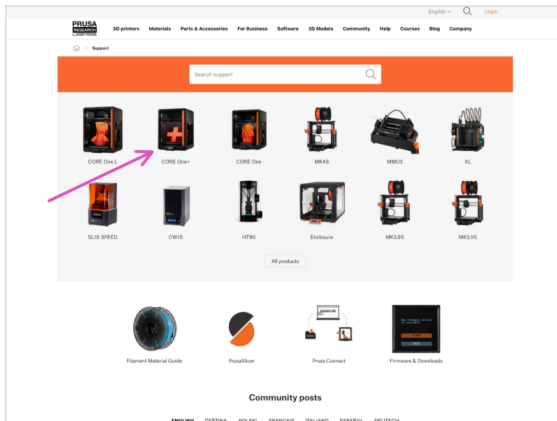 English
Login
PRUSA
RESEARCH
BY JOSEF PRUSA
3D printers Materials Parts & Accessories For Business Software 3D Models Community Help Courses Blog Company
Support
Search support
CORE One L CORE One+ CORE One MK4S MMU3 XL
SL1S SPEED CW1S HT90 Enclosure MK3.9S MK3.5S
All products
Filament Material Guide PrusaSlicer Prusa Connect Firmware & Downloads
Community posts
ENGLISH ČEŠTINA POLSKI FRANÇAIS ITALIANO ESPAÑOL DEUTSCH